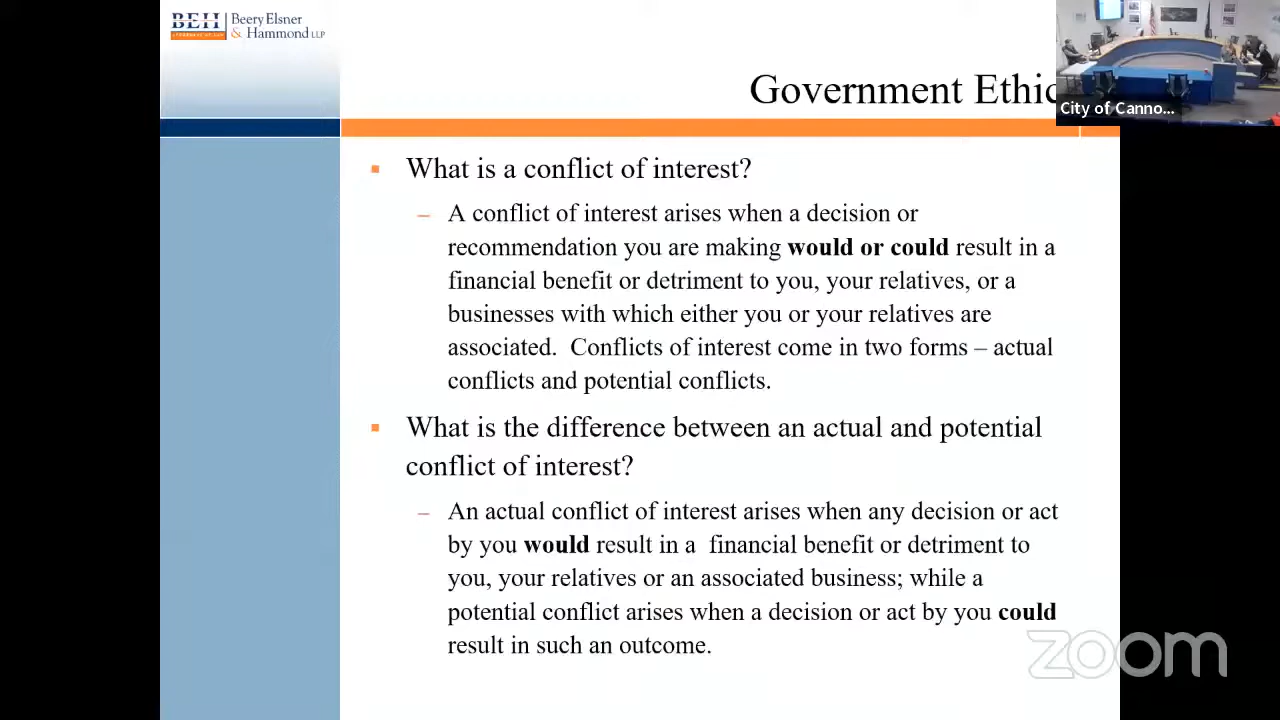 BEH
Beery Elsner
& Hammond LLP
Government Ethic
City of Canno...
▪ What is a conflict of interest?
– A conflict of interest arises when a decision or
recommendation you are making would or could result in a
financial benefit or detriment to you, your relatives, or a
businesses with which either you or your relatives are
associated.  Conflicts of interest come in two forms – actual
conflicts and potential conflicts.
▪ What is the difference between an actual and potential
conflict of interest?
– An actual conflict of interest arises when any decision or act
by you would result in a  financial benefit or detriment to
you, your relatives or an associated business; while a
potential conflict arises when a decision or act by you could
result in such an outcome.
zoom